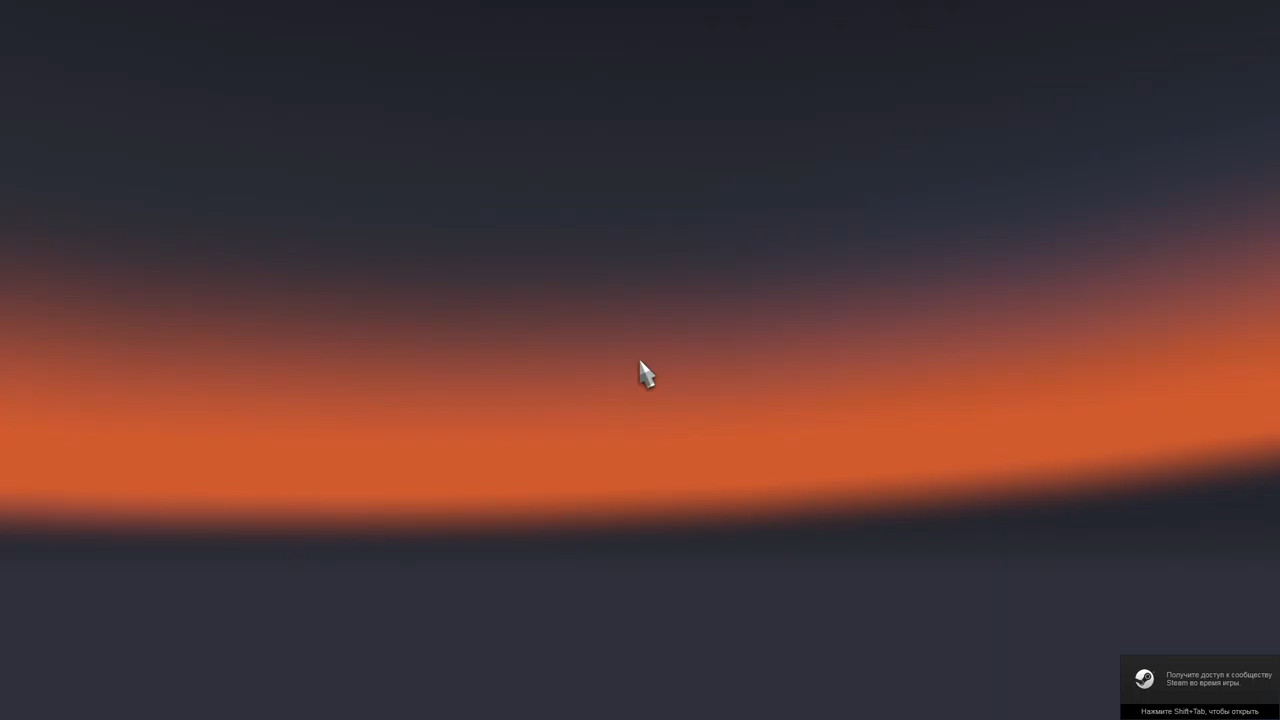 Получите доступ к сообществу
Steam во время игры.
Нажмите Shift+Tab, чтобы открыть